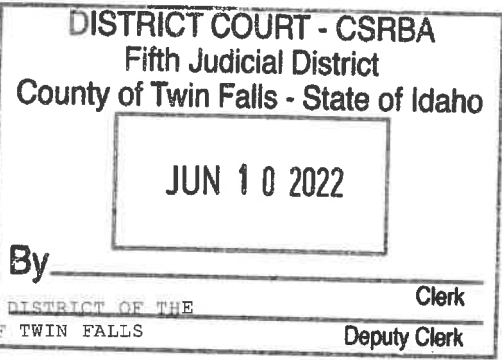 DISTRICT COURT - CSRBA
Fifth Judicial District
County of Twin Falls - State of Idaho
JUN 10 2022
By
Clerk
DISTRICT OF THE
TWIN FALLS
Deputy Clerk